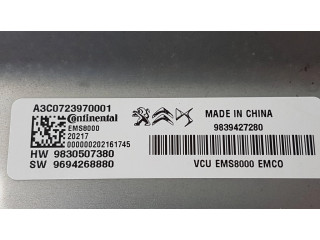 A3C0723970001
Continental
EMS8000
20217
000000202161745
HW 9830507380
SW 9694268880
MADE IN CHINA
9839427280
VCU EMS8000 EMCO